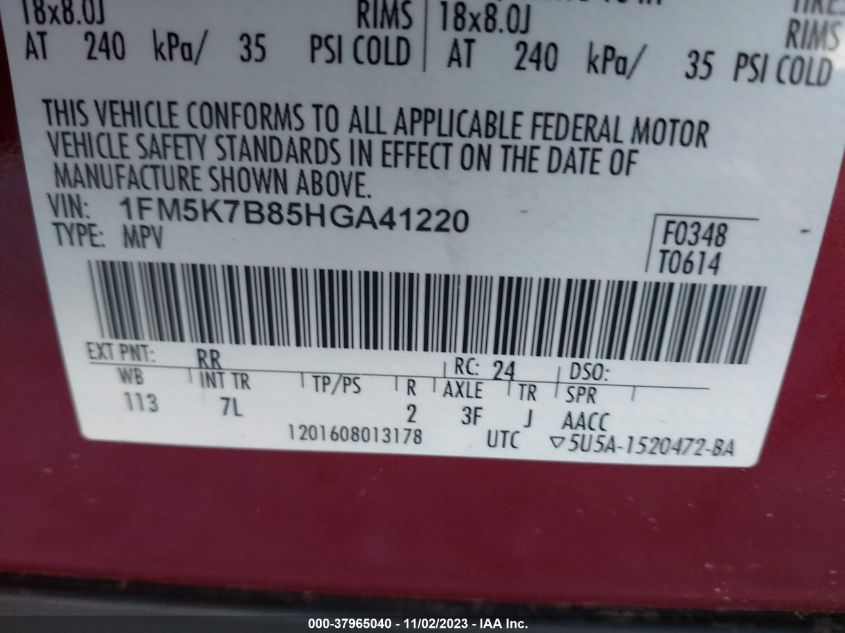 18x8.0J RIMS 18x8.0J RIMS
AT 240 kPa/ 35 PSI COLD AT 240 kPa/ 35 PSI COLD
THIS VEHICLE CONFORMS TO ALL APPLICABLE FEDERAL MOTOR
VEHICLE SAFETY STANDARDS IN EFFECT ON THE DATE OF
MANUFACTURE SHOWN ABOVE.
VIN: 1FM5K7B85HGA41220
TYPE: MPV
F0348
T0614
EXT PNT: RR RC: 24 DSO:
WB INT TR TP/PS R AXLE TR SPR
113 7L 2 3F J AACC
1201608013178 UTC ▽5U5A-1520472-BA
000-37965040 - 11/02/2023 - IAA Inc.